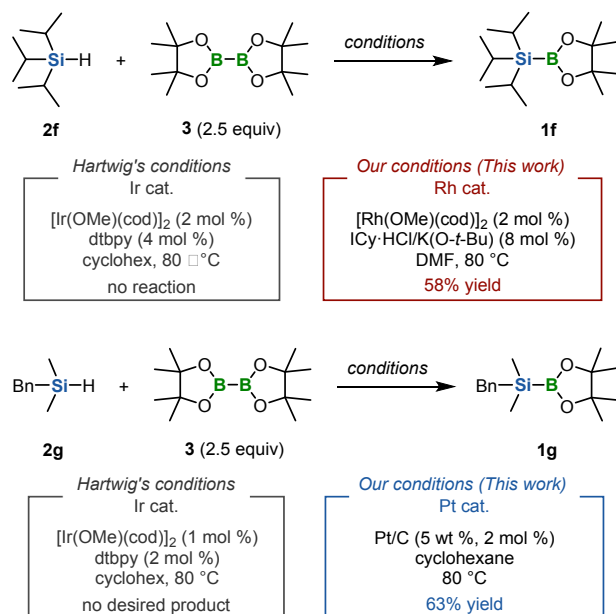 Si H + O B B O O O conditions Si B O O
2f 3 (2.5 equiv) 1f
Hartwig's conditions
Ir cat.
[Ir(OMe)(cod)]2 (2 mol %)
dtbpy (4 mol %)
cyclohex, 80 □°C
no reaction
Our conditions (This work)
Rh cat.
[Rh(OMe)(cod)]2 (2 mol %)
ICy·HCl/K(O-t-Bu) (8 mol %)
DMF, 80 °C
58% yield
Bn Si H + O B B O O O conditions Bn Si B O O
2g 3 (2.5 equiv) 1g
Hartwig's conditions
Ir cat.
[Ir(OMe)(cod)]2 (1 mol %)
dtbpy (2 mol %)
cyclohex, 80 °C
no desired product
Our conditions (This work)
Pt cat.
Pt/C (5 wt %, 2 mol %)
cyclohexane
80 °C
63% yield